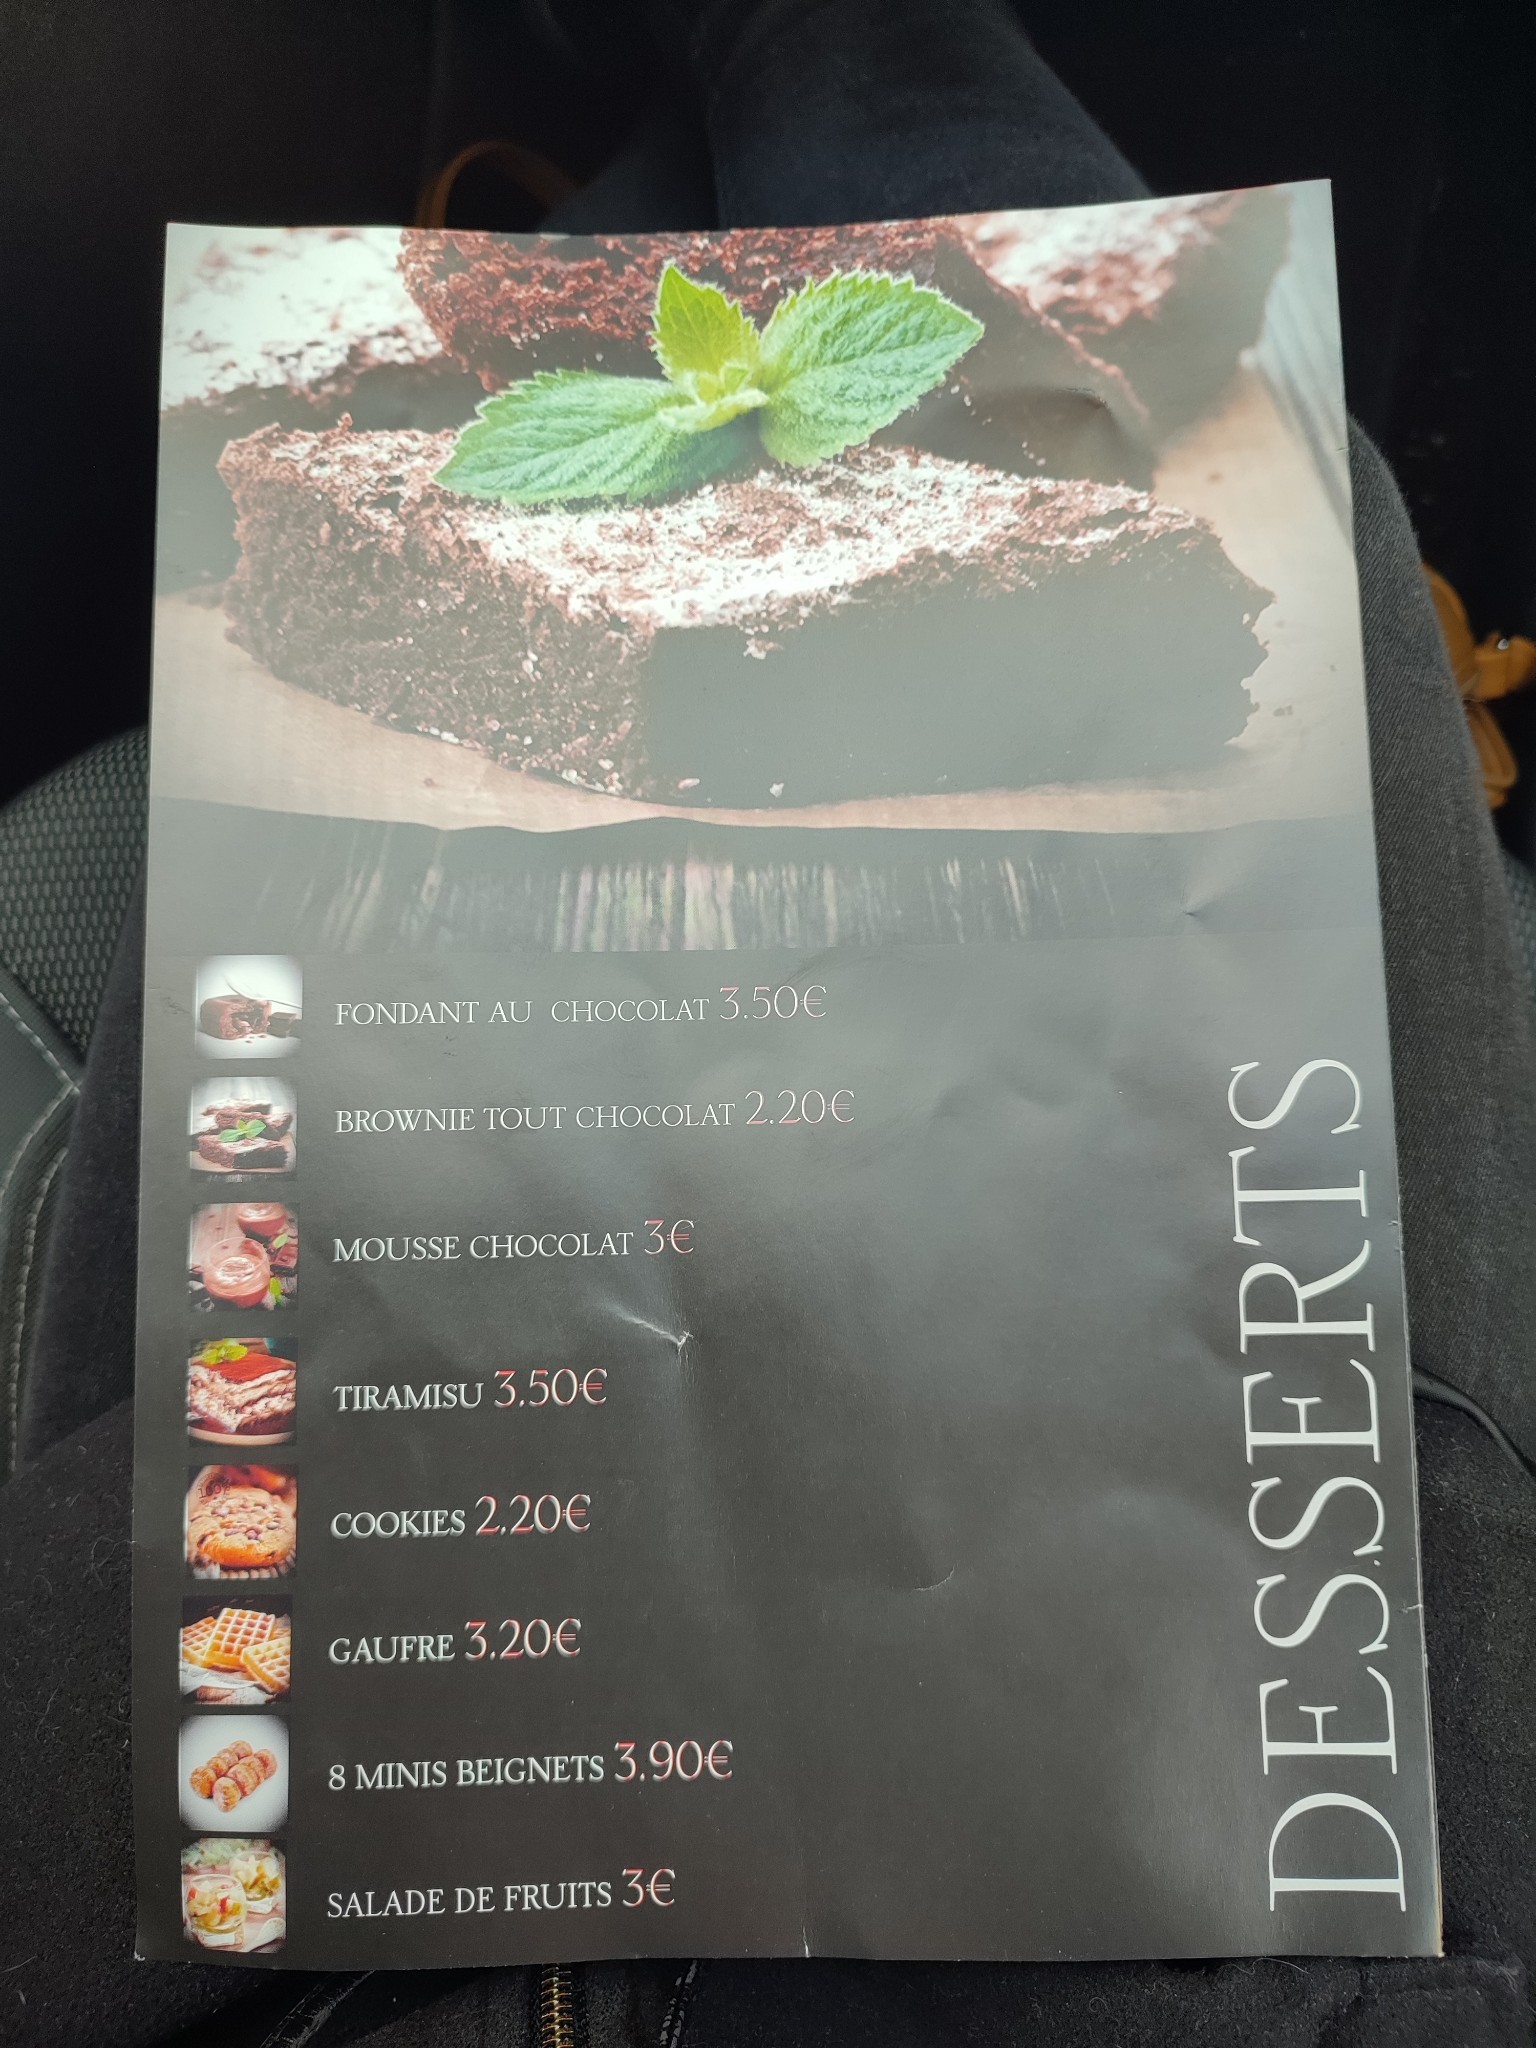 FONDANT AU CHOCOLAT 3.50€
BROWNIE TOUT CHOCOLAT 2.20€
MOUSSE CHOCOLAT 3€
TIRAMISU 3.50€
COOKIES 2.20€
GAUFRE 3.20€
8 MINIS BEIGNETS 3.90€
SALADE DE FRUITS 3€
DESSERTS